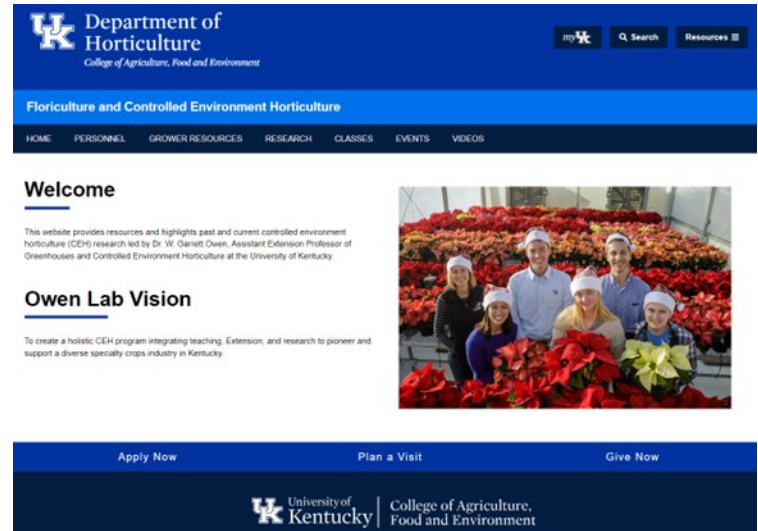 UK Department of
Horticulture
College of Agriculture, Food and Environment
myUK
Search
Resources
Floriculture and Controlled Environment Horticulture
HOME PERSONNEL GROWER RESOURCES RESEARCH CLASSES EVENTS VIDEOS
Welcome
This website provides resources and highlights past and current controlled environment
horticulture (CEH) research led by Dr. W. Garrett Owen, Assistant Extension Professor of
Greenhouses and Controlled Environment Horticulture at the University of Kentucky.
Owen Lab Vision
To create a holistic CEH program integrating teaching, Extension, and research to pioneer and
support a diverse specialty crops industry in Kentucky.
Apply Now Plan a Visit Give Now
UK University of
Kentucky
College of Agriculture,
Food and Environment